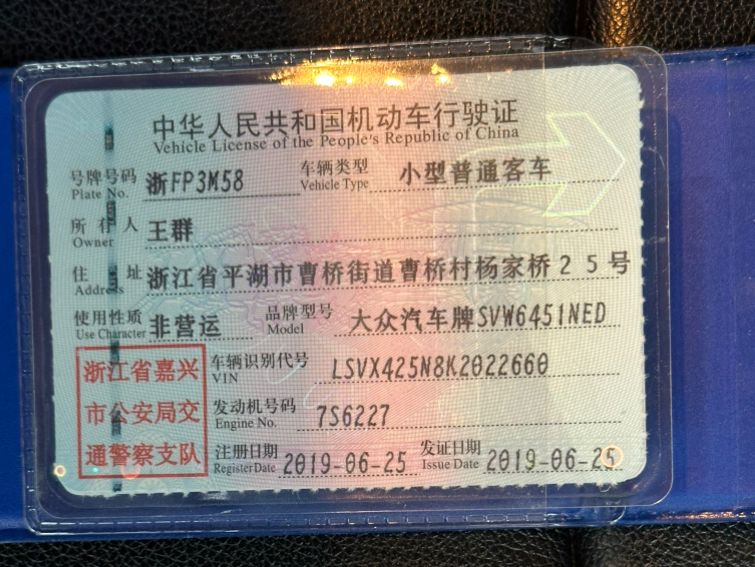 中华人民共和国机动车行驶证
Vehicle License of the People's Republic of China
号牌号码 浙FP3M58 车辆类型 小型普通客车
Plate No. Vehicle Type
所有人 王群
Owner
住址 浙江省平湖市曹桥街道曹桥村杨家桥25号
Address
使用性质 非营运 品牌型号 大众汽车牌SVW6451NED
Use Character Model
浙江省嘉兴 车辆识别代号 LSVX425N8K2022660
VIN
市公安局交 发动机号码 7S6227
Engine No.
通警察支队 注册日期 2019-06-25 发证日期 2019-06-25
Register Date Issue Date